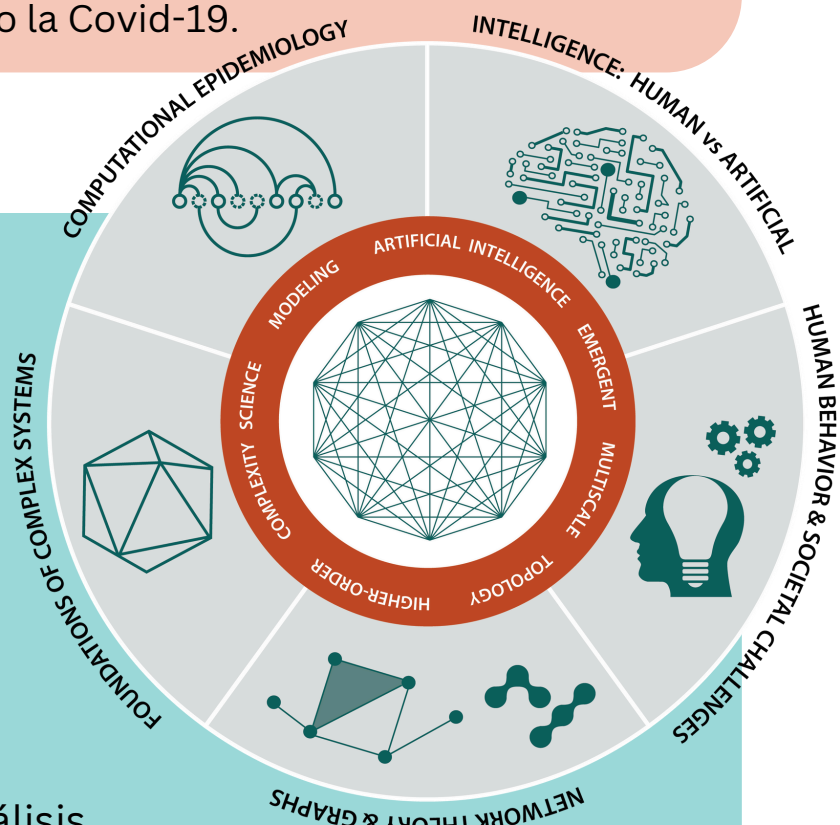 o la Covid-19.
COMPUTATIONAL EPIDEMIOLOGY
INTELLIGENCE: HUMAN vs ARTIFICIAL
HUMAN BEHAVIOR & SOCIETAL CHALLENGES
NETWORK THEORY & GRAPHS
FOUNDATIONS OF COMPLEX SYSTEMS
ARTIFICIAL INTELLIGENCE
EMERGENT
MULTISCALE
TOPOLOGY
HIGHER-ORDER
COMPLEXITY SCIENCE
MODELING
álisis